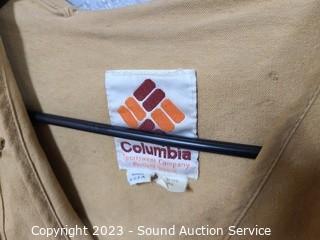 Columbia
Sportswear Company
Copyright 2023 - Sound Auction Service